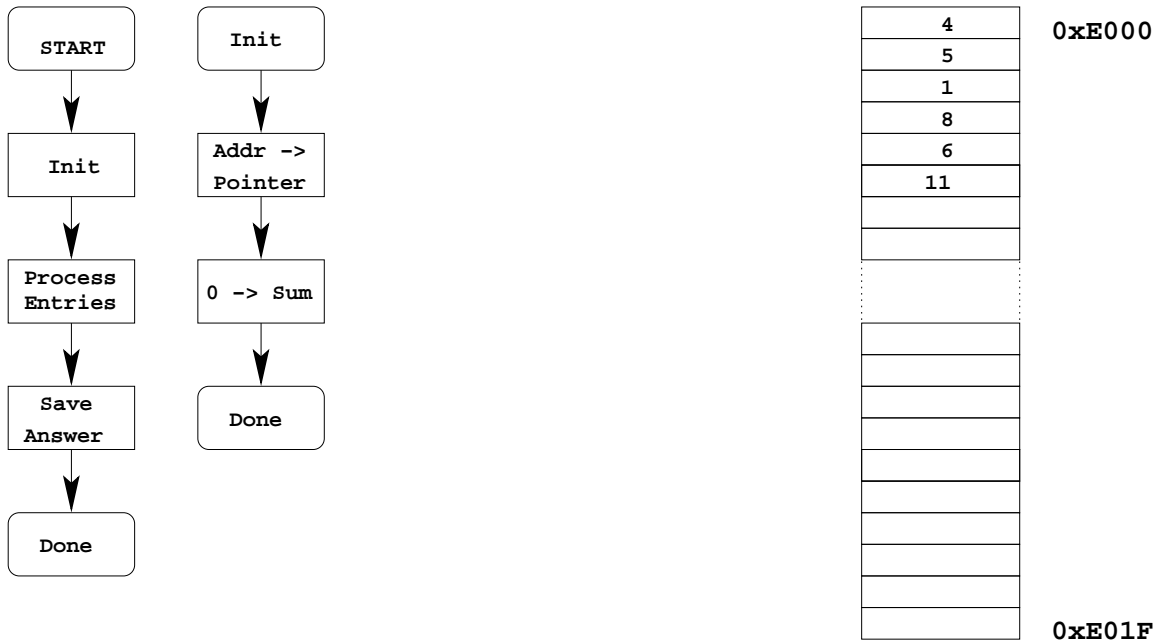 START
Init
Process
Entries
Save
Answer
Done
Init
Addr ->
Pointer
0 -> Sum
Done
4
5
1
8
6
11
0xE000
0xE01F